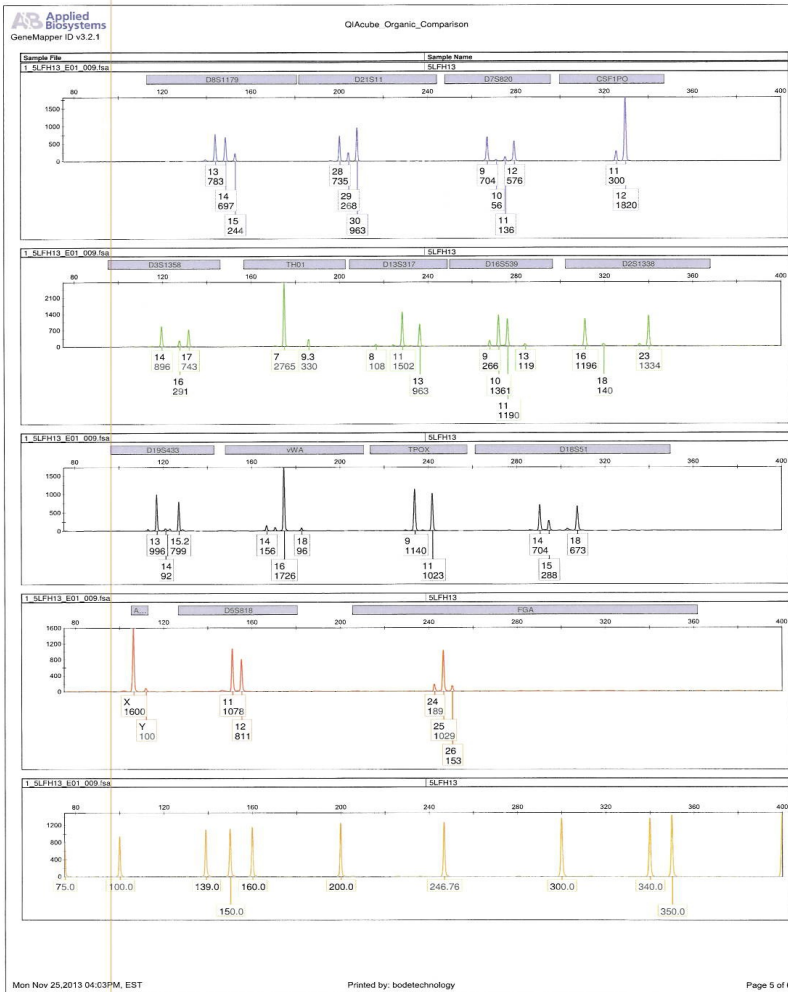 AB Applied Biosystems
GeneMapper ID v3.2.1
QIAcube_Organic_Comparison
Sample File Sample Name
1_5LFH13_E01_009.fsa 5LFH13
D8S1179 D21S11 D7S820 CSF1PO
80 120 160 200 240 280 320 360 400
1500
1000
500
0
13 28 9 12 11
783 735 704 576 300
14 29 10 12
697 268 56 1820
15 30 11
244 963 136
1_5LFH13_E01_009.fsa 5LFH13
D3S1358 TH01 D13S317 D16S539 D2S1338
80 120 160 200 240 280 320 360 400
2100
1400
700
0
14 17 7 9.3 8 11 9 13 16 23
896 743 2765 330 108 1502 266 119 1196 1334
16 13 10 18
291 963 1361 140
11
1190
1_5LFH13_E01_009.fsa 5LFH13
D19S433 vWA TPOX D18S51
80 120 160 200 240 280 320 360 400
1500
1000
500
0
13 15.2 14 18 9 14 18
996 799 156 96 1140 704 673
14 16 11 15
92 1726 1023 288
1_5LFH13_E01_009.fsa 5LFH13
A... D5S818 FGA
80 120 160 200 240 280 320 360 400
1600
1200
800
400
0
X 11 24
1600 1078 189
Y 12 25
100 811 1029
26
153
1_5LFH13_E01_009.fsa 5LFH13
80 120 160 200 240 280 320 360 400
1200
800
400
0
75.0 100.0 139.0 160.0 200.0 246.76 300.0 340.0
150.0 350.0
Mon Nov 25,2013 04:03PM, EST Printed by: bodetechnology Page 5 of